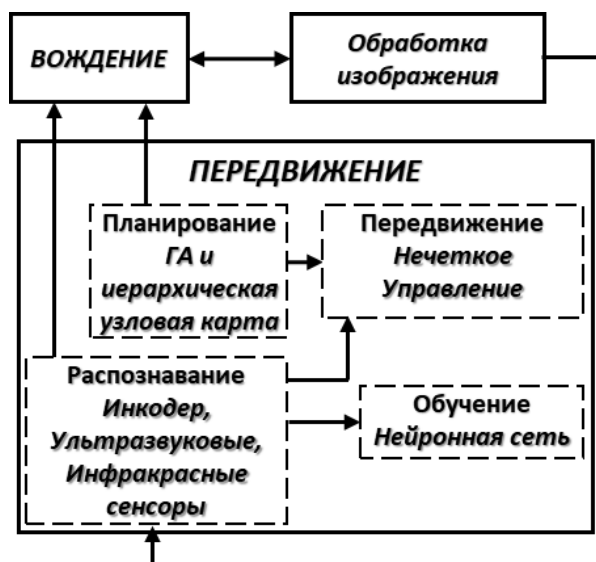 ВОЖДЕНИЕ
Обработка
изображения
ПЕРЕДВИЖЕНИЕ
Планирование
ГА и
иерархическая
узловая карта
Передвижение
Нечеткое
Управление
Распознавание
Инкодер,
Ультразвуковые,
Инфракрасные
сенсоры
Обучение
Нейронная сеть